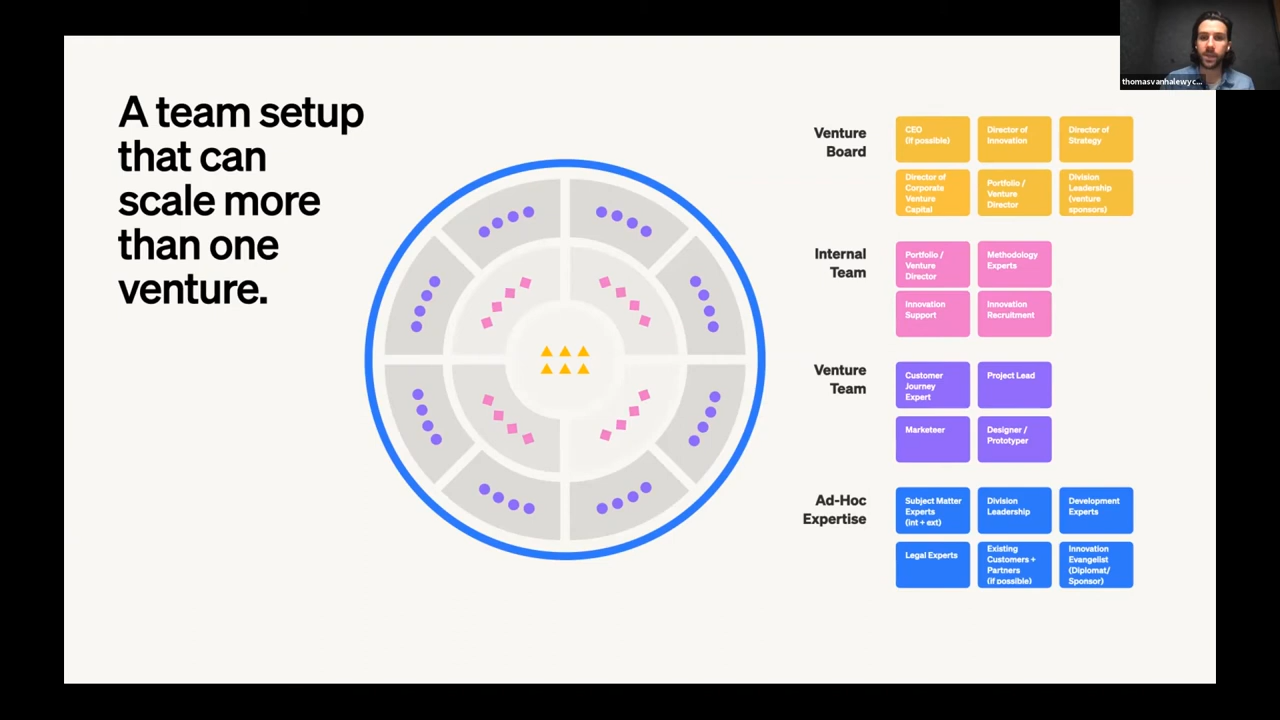 thomasvanhalewyc...
A team setup
that can
scale more
than one
venture.
Venture
Board
CEO
(if possible)
Director of
Innovation
Director of
Strategy
Director of
Corporate
Venture
Capital
Portfolio /
Venture
Director
Division
Leadership
(venture
sponsors)
Internal
Team
Portfolio /
Venture
Director
Methodology
Experts
Innovation
Support
Innovation
Recruitment
Venture
Team
Customer
Journey
Expert
Project Lead
Marketeer
Designer /
Prototyper
Ad-Hoc
Expertise
Subject Matter
Experts
(int + ext)
Division
Leadership
Development
Experts
Legal Experts
Existing
Customers +
Partners
(if possible)
Innovation
Evangelist
(Diplomat/
Sponsor)